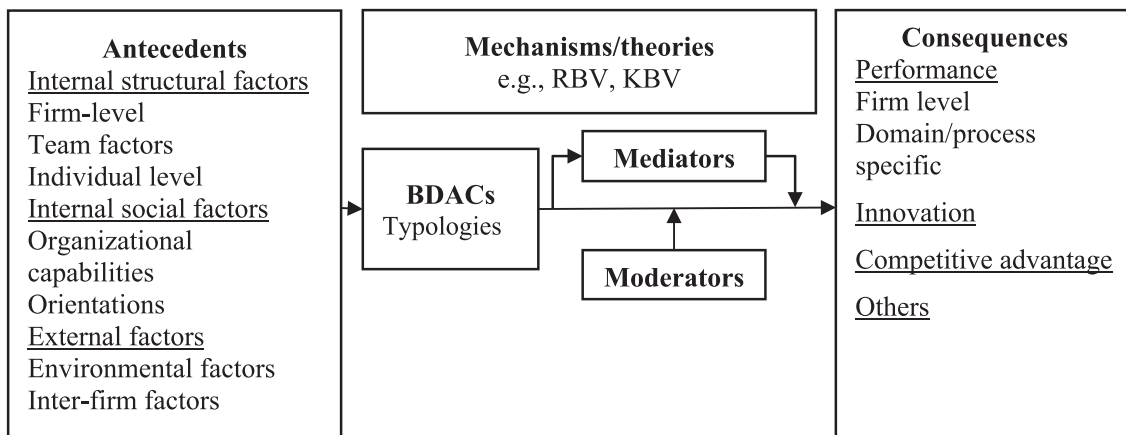 Antecedents
Internal structural factors
Firm-level
Team factors
Individual level
Internal social factors
Organizational
capabilities
Orientations
External factors
Environmental factors
Inter-firm factors
Mechanisms/theories
e.g., RBV, KBV
BDACs
Typologies
Mediators
Moderators
Consequences
Performance
Firm level
Domain/process
specific
Innovation
Competitive advantage
Others